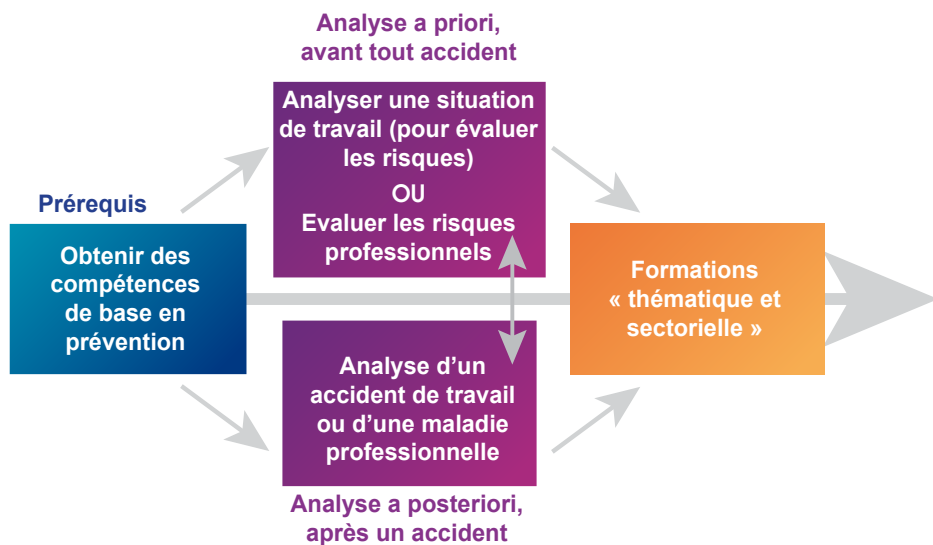 Analyse a priori,
avant tout accident
Analyser une situation
de travail (pour évaluer
les risques)
OU
Evaluer les risques
professionnels
Prérequis
Obtenir des
compétences
de base en
prévention
Formations
« thématique et
sectorielle »
Analyse d’un
accident de travail
ou d’une maladie
professionnelle
Analyse a posteriori,
après un accident